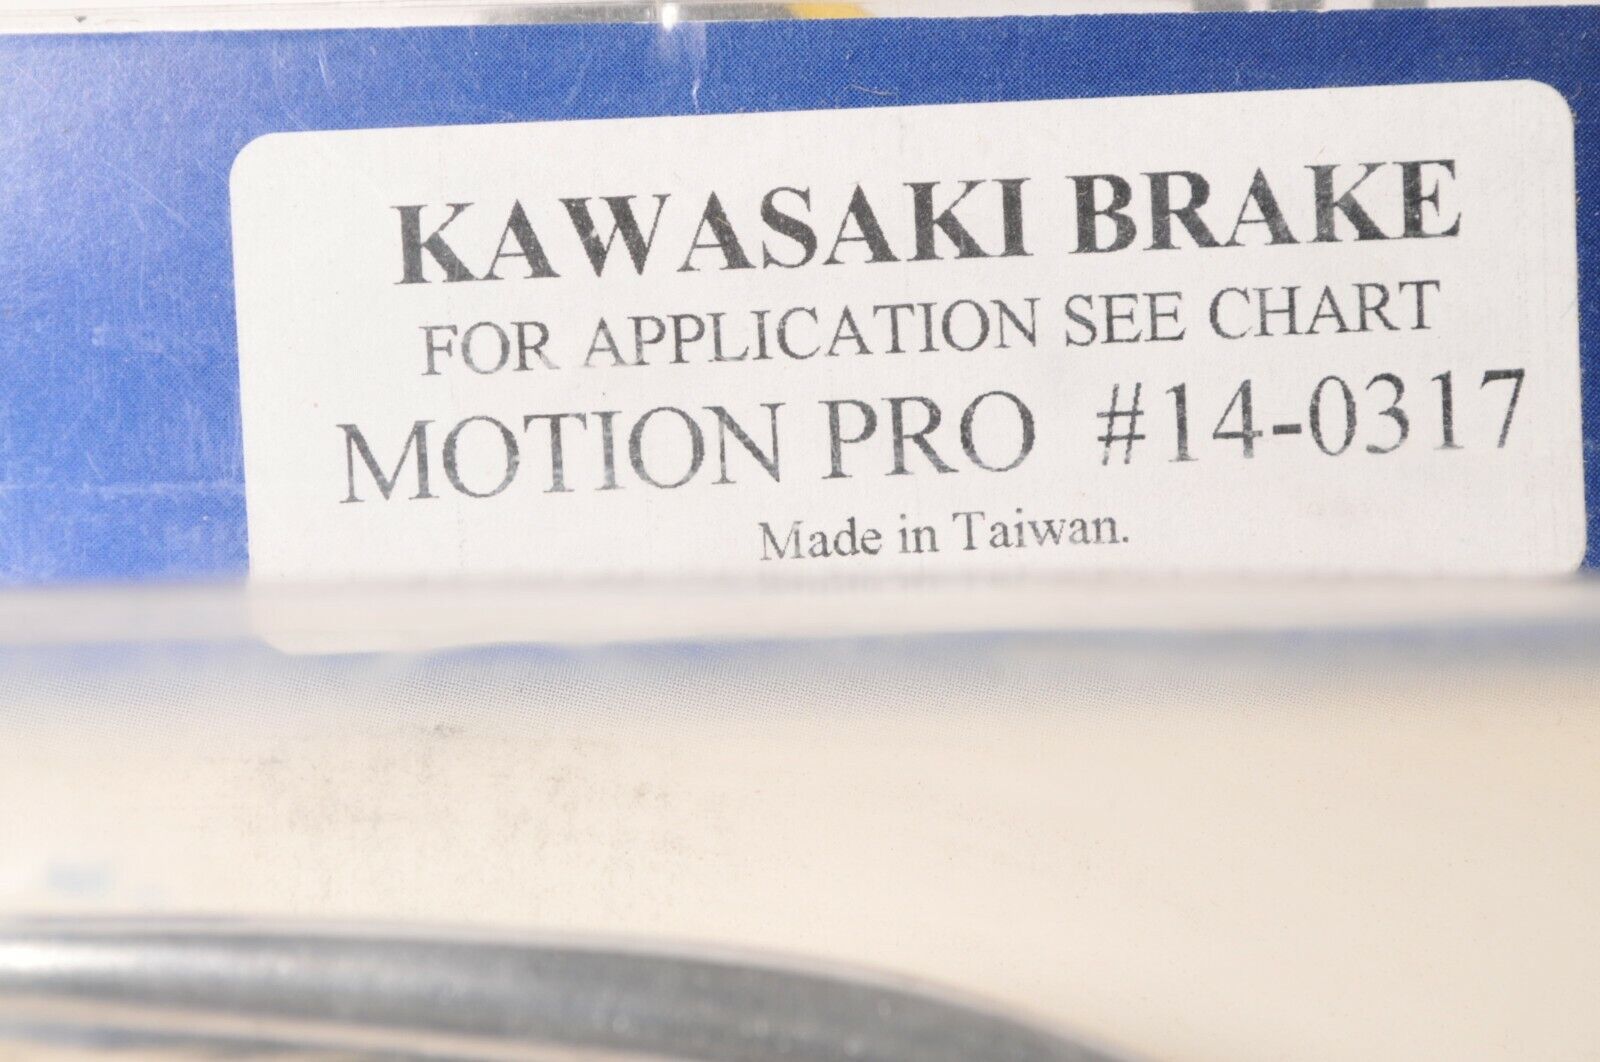 KAWASAKI BRAKE
FOR APPLICATION SEE CHART
MOTION PRO #14-0317
Made in Taiwan.